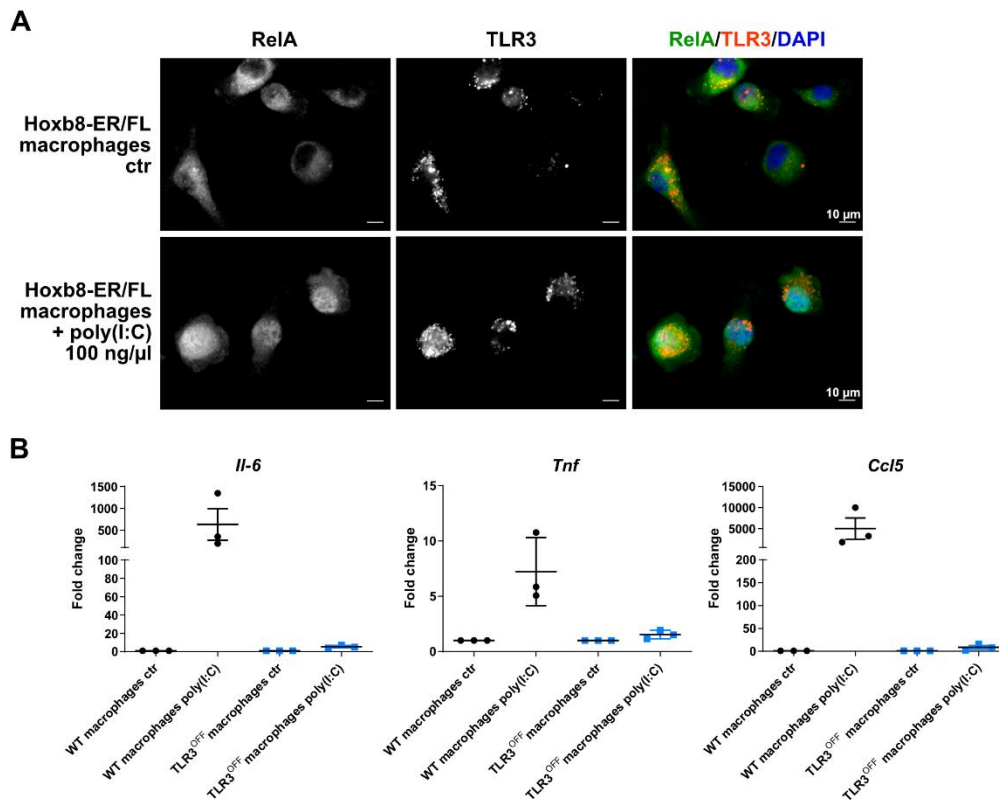 A
RelA
TLR3
RelA/TLR3/DAPI
Hoxb8-ER/FL
macrophages
ctr
10 µm
Hoxb8-ER/FL
macrophages
+ poly(I:C)
100 ng/µl
10 µm
B
Il-6
Fold change
1500
1000
500
100
80
60
40
20
0
WT macrophages ctr
WT macrophages poly(I:C)
TLR3OFF macrophages ctr
TLR3OFF macrophages poly(I:C)
Tnf
Fold change
15
10
5
0
WT macrophages ctr
WT macrophages poly(I:C)
TLR3OFF macrophages ctr
TLR3OFF macrophages poly(I:C)
Ccl5
Fold change
15000
10000
5000
200
150
100
50
0
WT macrophages ctr
WT macrophages poly(I:C)
TLR3OFF macrophages ctr
TLR3OFF macrophages poly(I:C)